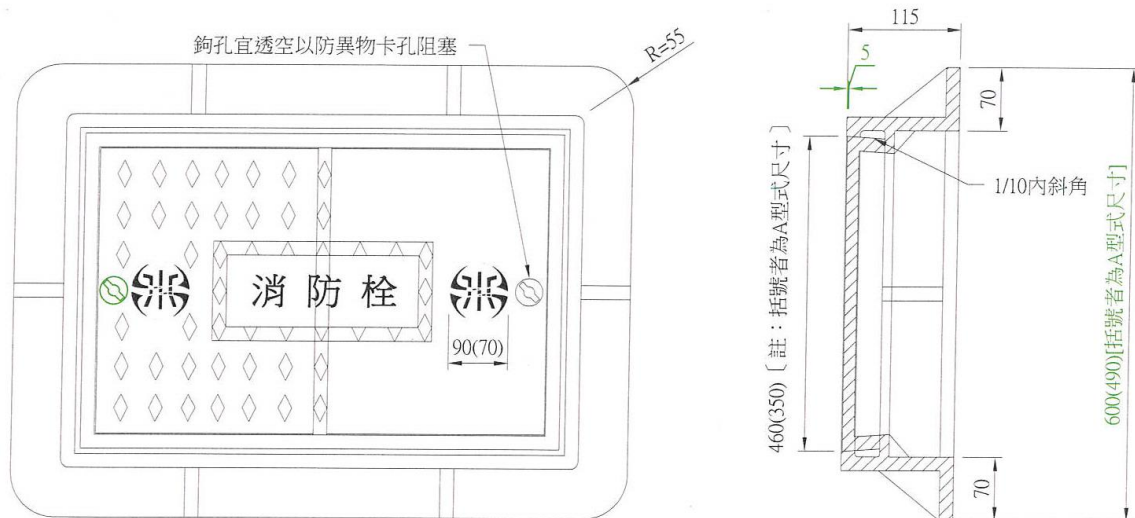 鉤孔宜透空以防異物卡孔阻塞
R=55
消防栓
90(70)
115
5
70
1/10內斜角
460(350)〔註：括號者為A型式尺寸〕
600(490)[括號者為A型式尺寸]
70